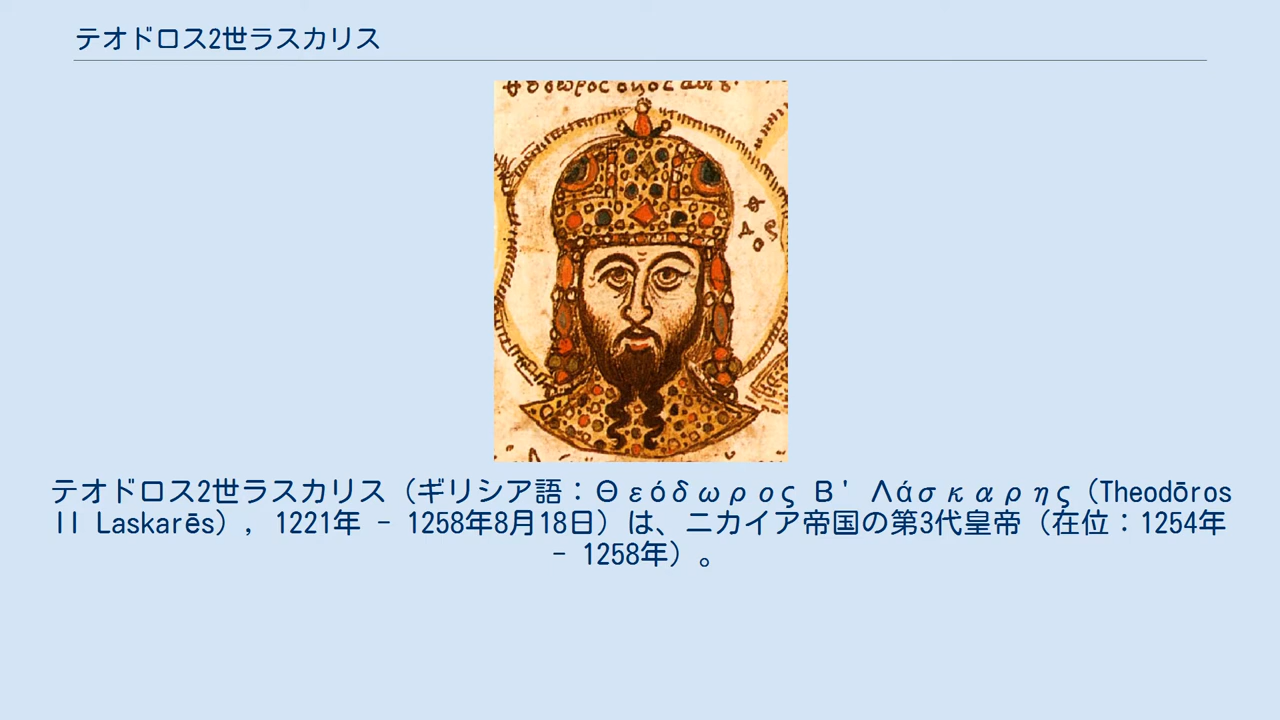 テオドロス2世ラスカリス
テオドロス2世ラスカリス（ギリシア語：Θεόδωρος Β' Λάσκαρης（Theodōros
II Laskarēs）, 1221年 - 1258年8月18日）は、ニカイア帝国の第3代皇帝（在位：1254年
- 1258年）。